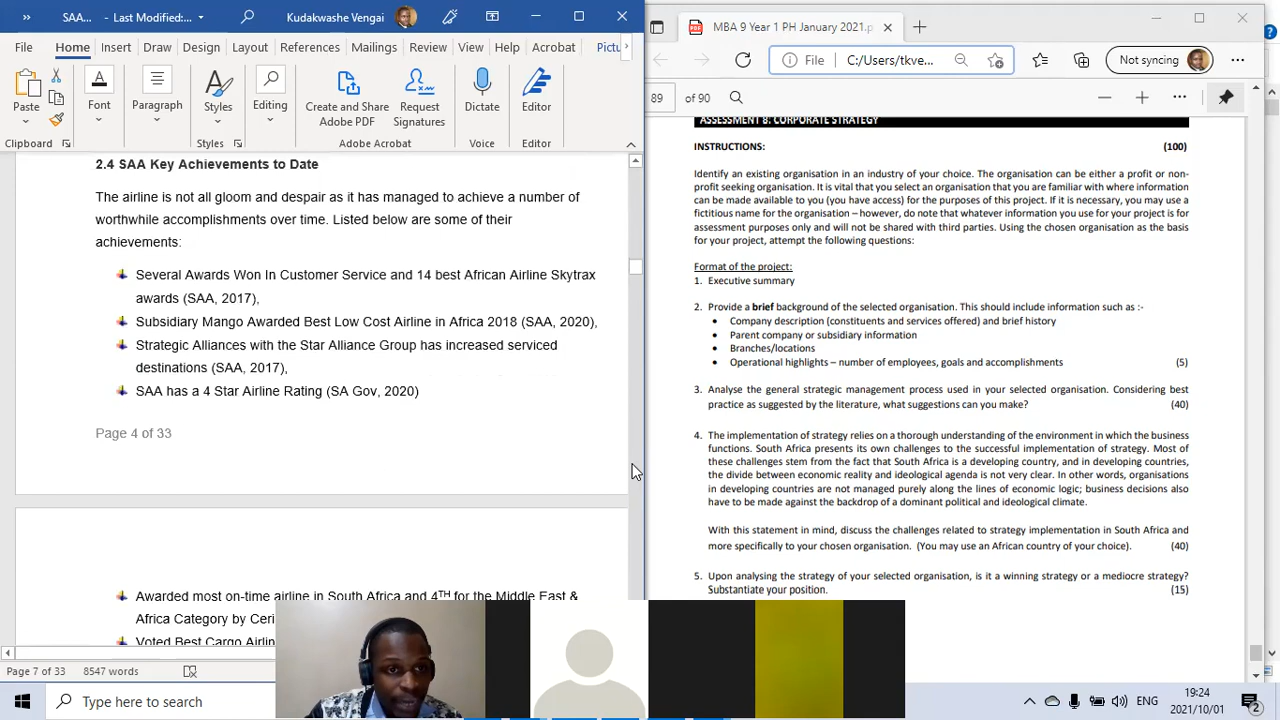 »
SAA...
Kudakwashe Vengai
File
Home
Insert
Draw
Design
Layout
References
Mailings
Review
View
Help
Acrobat
Pictu
Paste
Font
Paragraph
Styles
Editing
Create and Share
Adobe PDF
Request
Signatures
Dictate
Editor
Clipboard
Styles
Adobe Acrobat
Voice
Editor
2.4 SAA Key Achievements to Date
The airline is not all gloom and despair as it has managed to achieve a number of
worthwhile accomplishments over time. Listed below are some of their
achievements:
Several Awards Won In Customer Service and 14 best African Airline Skytrax
awards (SAA, 2017),
Subsidiary Mango Awarded Best Low Cost Airline in Africa 2018 (SAA, 2020),
Strategic Alliances with the Star Alliance Group has increased serviced
destinations (SAA, 2017),
SAA has a 4 Star Airline Rating (SA Gov, 2020)
Page 4 of 33
Awarded most on-time airline in South Africa and 4TH for the Middle East &
Africa Category by Ceri
Voted Best Cargo Airlin
Page 7 of 33
8547 words
MBA 9 Year 1 PH January 2021.p
File
C:/Users/tkve...
Not syncing
89 of 90
ASSESSMENT 8: CORPORATE STRATEGY
INSTRUCTIONS: (100)
Identify an existing organisation in an industry of your choice. The organisation can be either a profit or non-
profit seeking organisation. It is vital that you select an organisation that you are familiar with where information
can be made available to you (you have access) for the purposes of this project. If it is necessary, you may use a
fictitious name for the organisation – however, do note that whatever information you use for your project is for
assessment purposes only and will not be shared with third parties. Using the chosen organisation as the basis
for your project, attempt the following questions:
Format of the project:
1. Executive summary
2. Provide a brief background of the selected organisation. This should include information such as :-
• Company description (constituents and services offered) and brief history
• Parent company or subsidiary information
• Branches/locations
• Operational highlights – number of employees, goals and accomplishments (5)
3. Analyse the general strategic management process used in your selected organisation. Considering best
practice as suggested by the literature, what suggestions can you make? (40)
4. The implementation of strategy relies on a thorough understanding of the environment in which the business
functions. South Africa presents its own challenges to the successful implementation of strategy. Most of
these challenges stem from the fact that South Africa is a developing country, and in developing countries,
the divide between economic reality and ideological agenda is not very clear. In other words, organisations
in developing countries are not managed purely along the lines of economic logic; business decisions also
have to be made against the backdrop of a dominant political and ideological climate.
With this statement in mind, discuss the challenges related to strategy implementation in South Africa and
more specifically to your chosen organisation. (You may use an African country of your choice). (40)
5. Upon analysing the strategy of your selected organisation, is it a winning strategy or a mediocre strategy?
Substantiate your position. (15)
Type here to search
ENG
19:24
2021/10/01
2